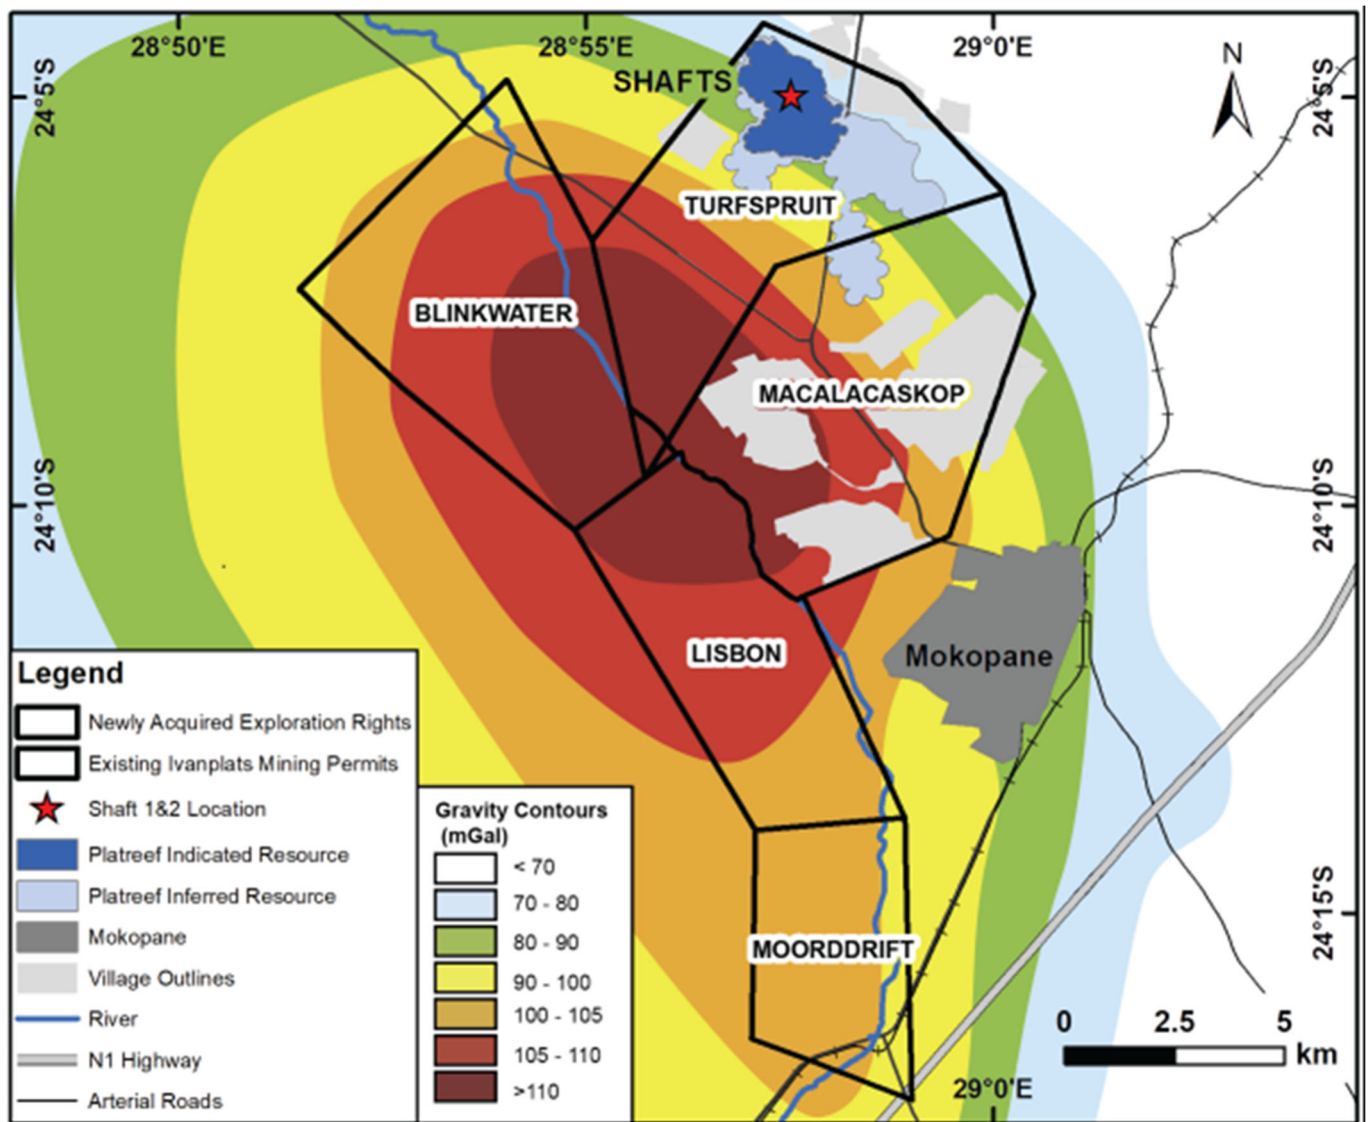 28°50'E
28°55'E
29°0'E
N
24°5'S
24°5'S
SHAFTS
TURFSPRUIT
BLINKWATER
MACALACASKOP
24°10'S
24°10'S
LISBON
Mokopane
24°15'S
MOORDDRIFT
Legend
Newly Acquired Exploration Rights
Existing Ivanplats Mining Permits
Shaft 1&2 Location
Platreef Indicated Resource
Platreef Inferred Resource
Mokopane
Village Outlines
River
N1 Highway
Arterial Roads
Gravity Contours
(mGal)
< 70
70 - 80
80 - 90
90 - 100
100 - 105
105 - 110
>110
0 2.5 5
km
29°0'E